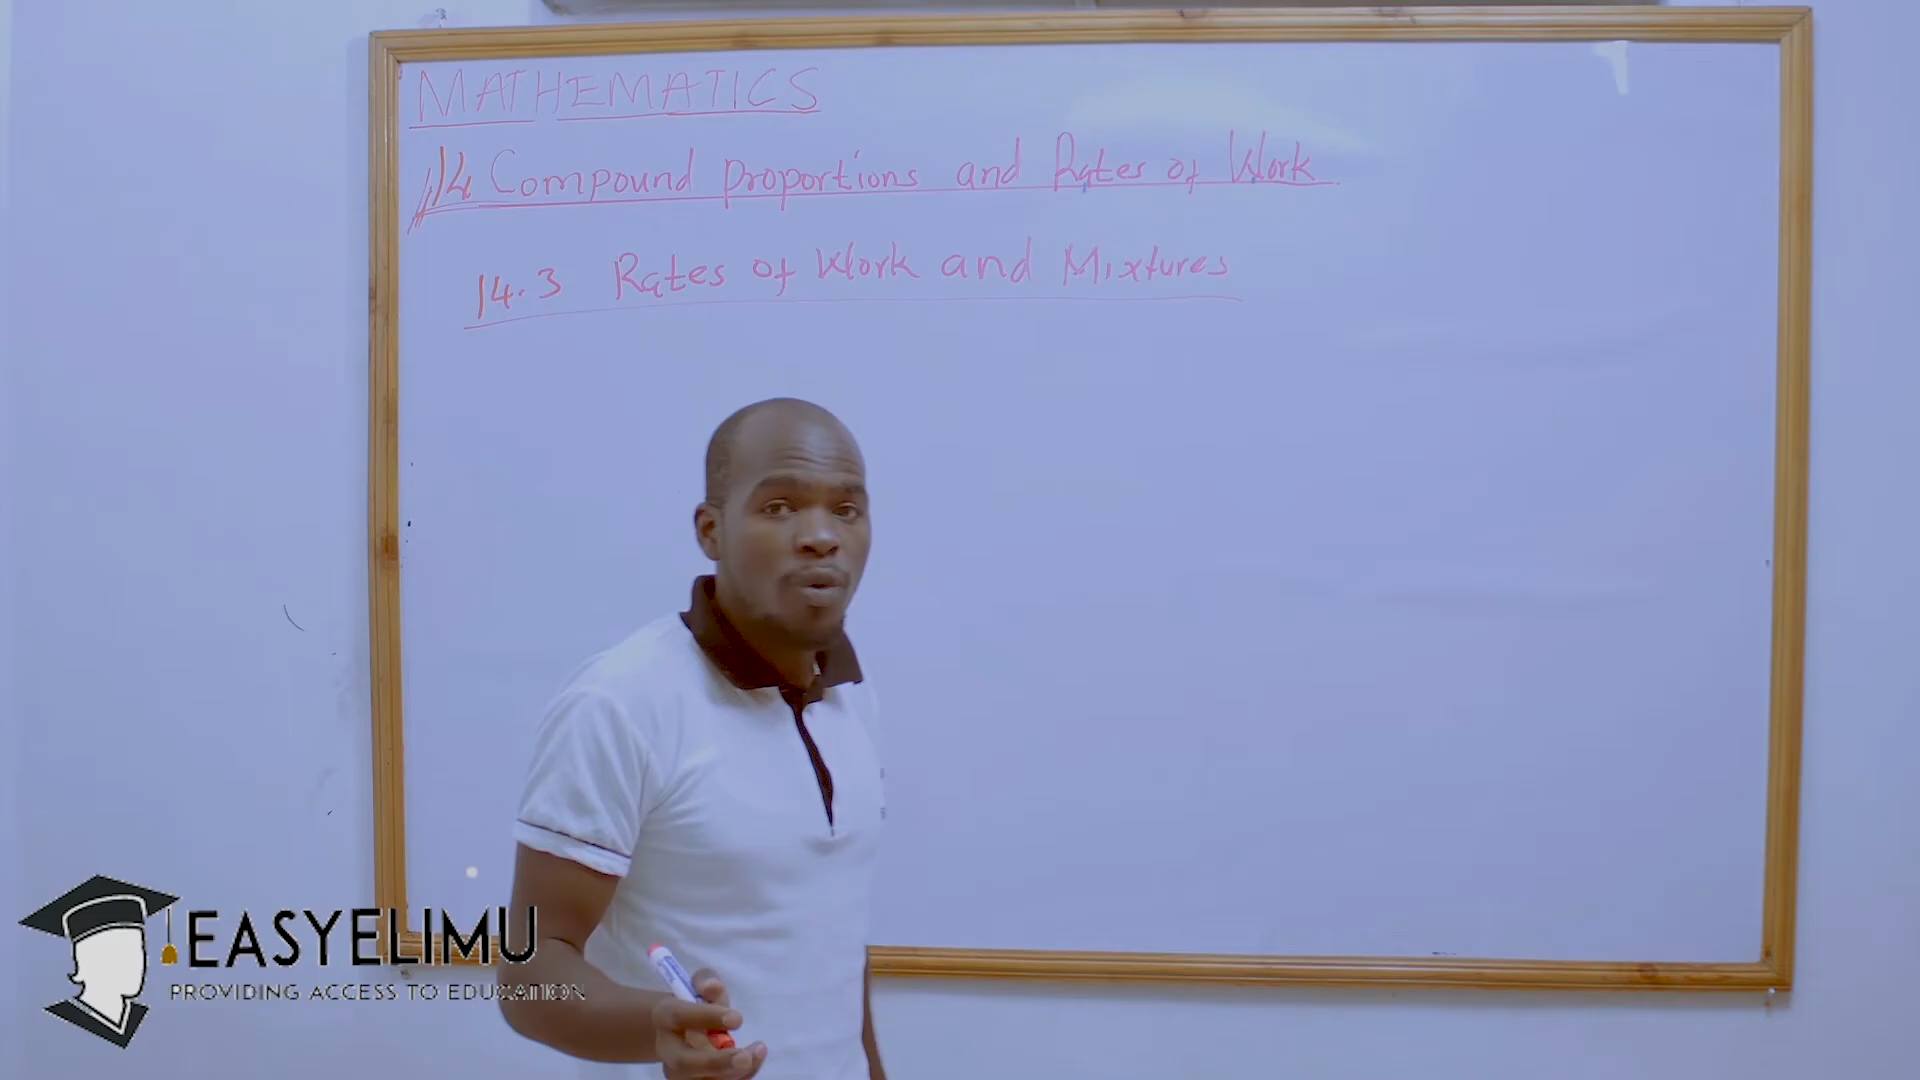 MATHEMATICS
14 Compound proportions and Rates of Work
14.3 Rates of Work and Mixtures
EASYELIMU
PROVIDING ACCESS TO EDUCATION